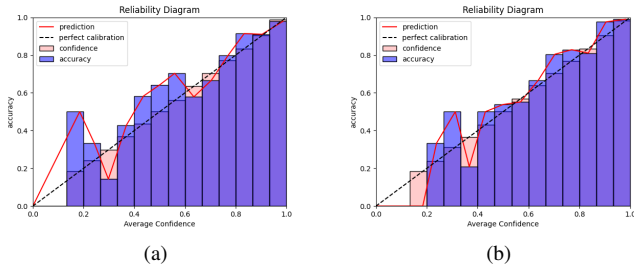 Reliability Diagram
1.0
prediction
perfect calibration
confidence
accuracy
0.8
0.6
0.4
0.2
0.0
accuracy
0.0 0.2 0.4 0.6 0.8 1.0
Average Confidence
(a)
Reliability Diagram
1.0
prediction
perfect calibration
confidence
accuracy
0.8
0.6
0.4
0.2
0.0
accuracy
0.0 0.2 0.4 0.6 0.8 1.0
Average Confidence
(b)